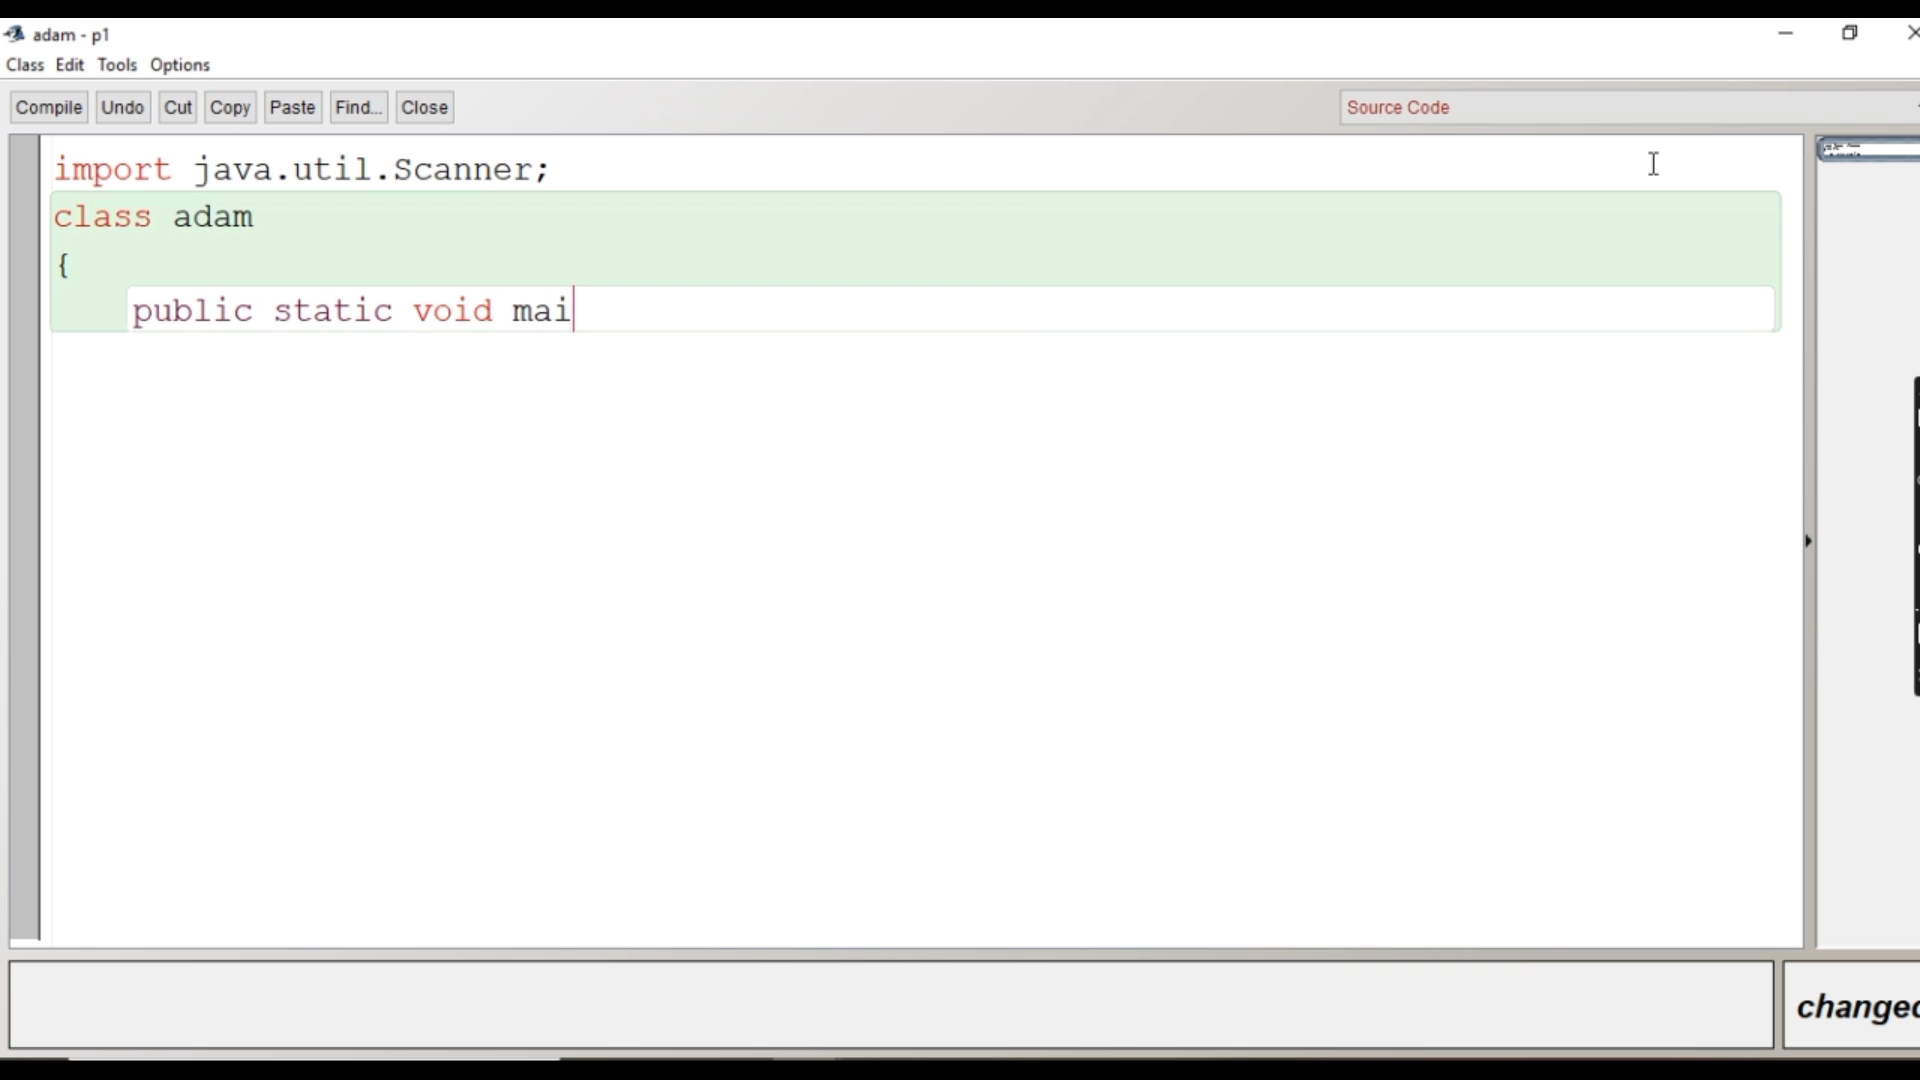 adam - p1
Class Edit Tools Options
Compile Undo Cut Copy Paste Find... Close Source Code
import java.util.Scanner;
class adam
{
public static void mai
changed